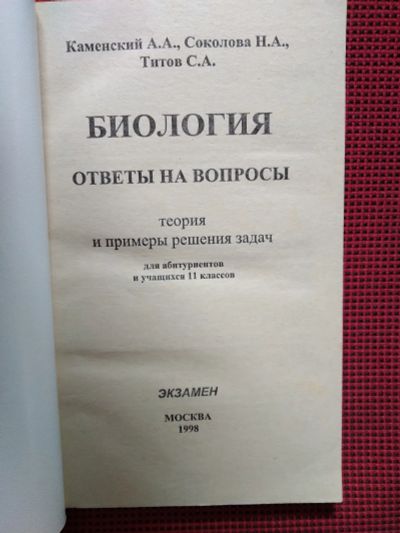 Каменский А.А., Соколова Н.А.,
Титов С.А.
БИОЛОГИЯ
ОТВЕТЫ НА ВОПРОСЫ
теория
и примеры решения задач
для абитуриентов
и учащихся 11 классов
ЭКЗАМЕН
МОСКВА
1998